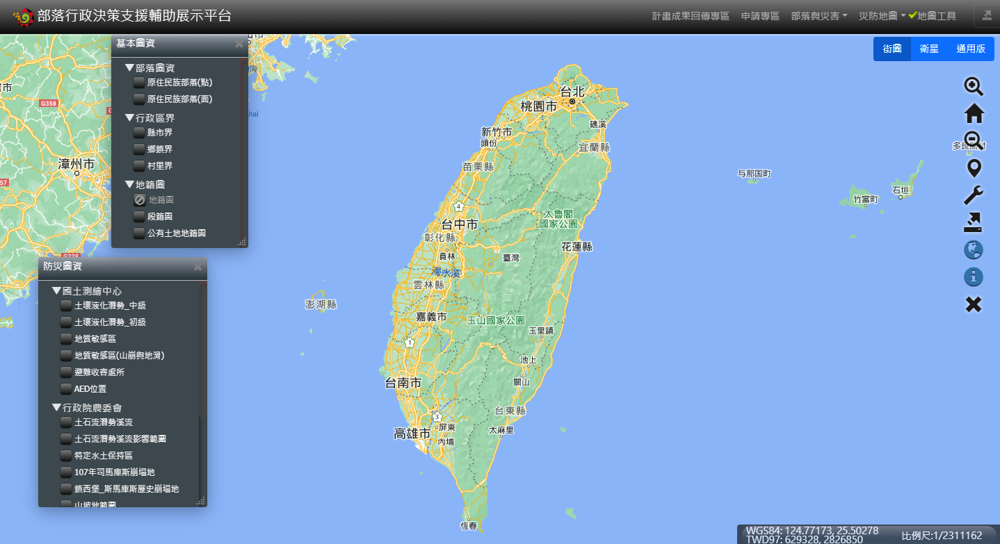 部落行政決策支援輔助展示平台
計畫成果回傳專區
申請專區
部落與災害
災防地圖
地圖工具
基本圖資
部落圖資
原住民族部落(點)
原住民族部落(面)
行政區界
縣市界
鄉鎮界
村里界
地籍圖
地籍圖
段籍圖
公有土地地籍圖
防災圖資
國土測繪中心
土壤液化潛勢_中級
土壤液化潛勢_初級
地質敏感區
地質敏感區(山崩與地滑)
避難收容處所
AED位置
行政院農委會
土石流潛勢溪流
土石流潛勢溪流影響範圍
特定水土保持區
107年司馬庫斯崩塌地
鎮西堡_斯馬庫斯歷史崩塌地
山坡地範圍
街圖
衛星
通用版
G358
漳州市
G228
台北
桃園市
礁溪
新竹市
頭份
宜蘭縣
苗栗縣
4
太魯閣
國家公園
台中市
彰化縣
花蓮縣
員林
臺灣
濁水溪
雲林縣
澎湖縣
嘉義市
玉山國家公園
玉里鎮
1
池上
台南市
關山
台東縣
3
屏東
太麻里
高雄市
內埔
恆春
与那国町
多良間村
石垣
竹富町
WGS84: 124.77173, 25.50278
TWD97: 629328, 2826850
比例尺:1/2311162